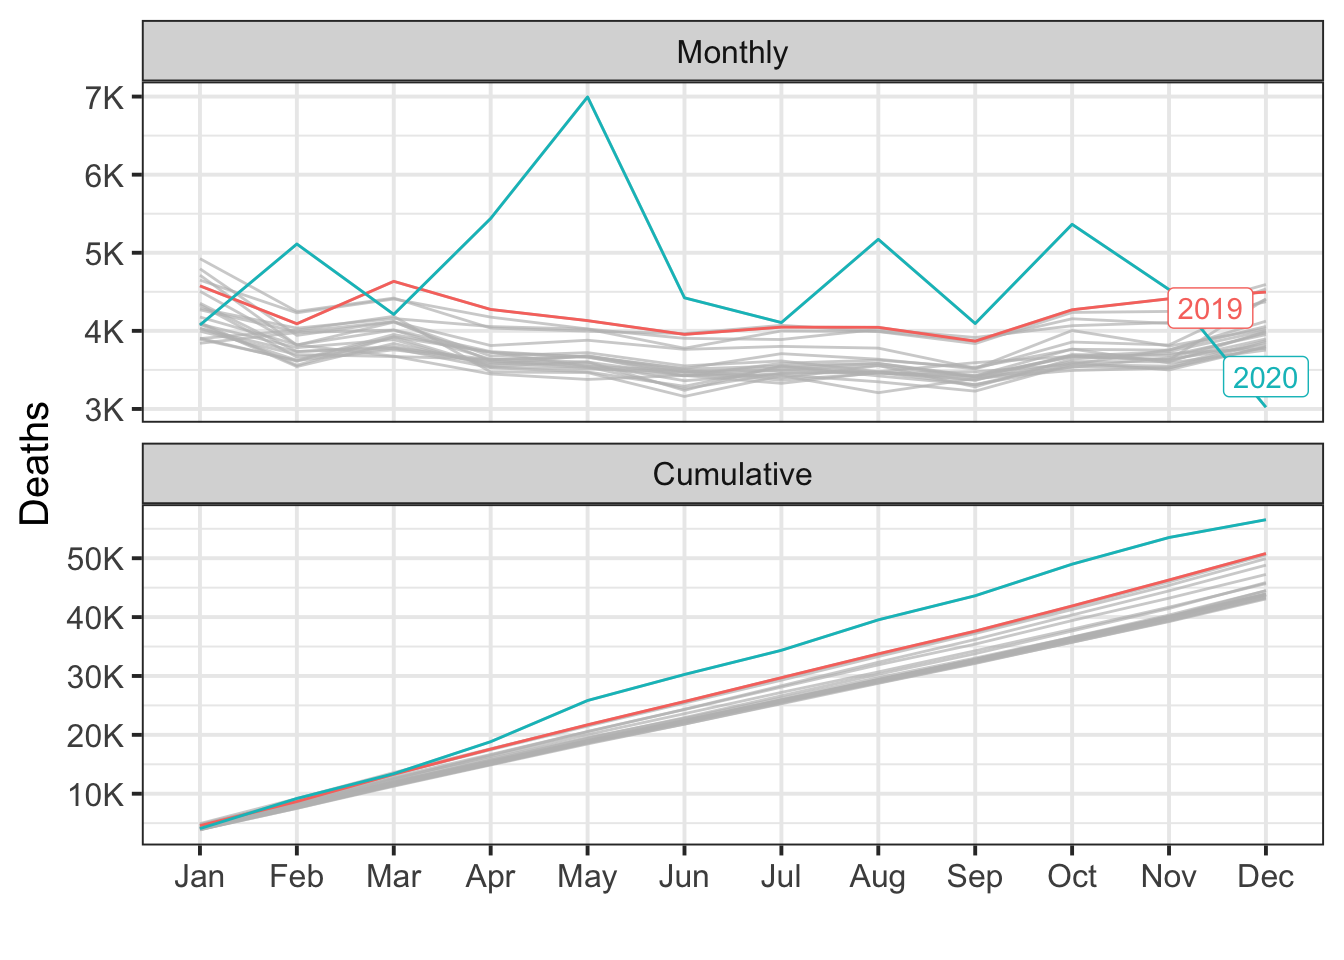 Monthly
7K
6K
5K
4K
3K
2019
2020
Deaths
Cumulative
50K
40K
30K
20K
10K
Jan Feb Mar Apr May Jun Jul Aug Sep Oct Nov Dec